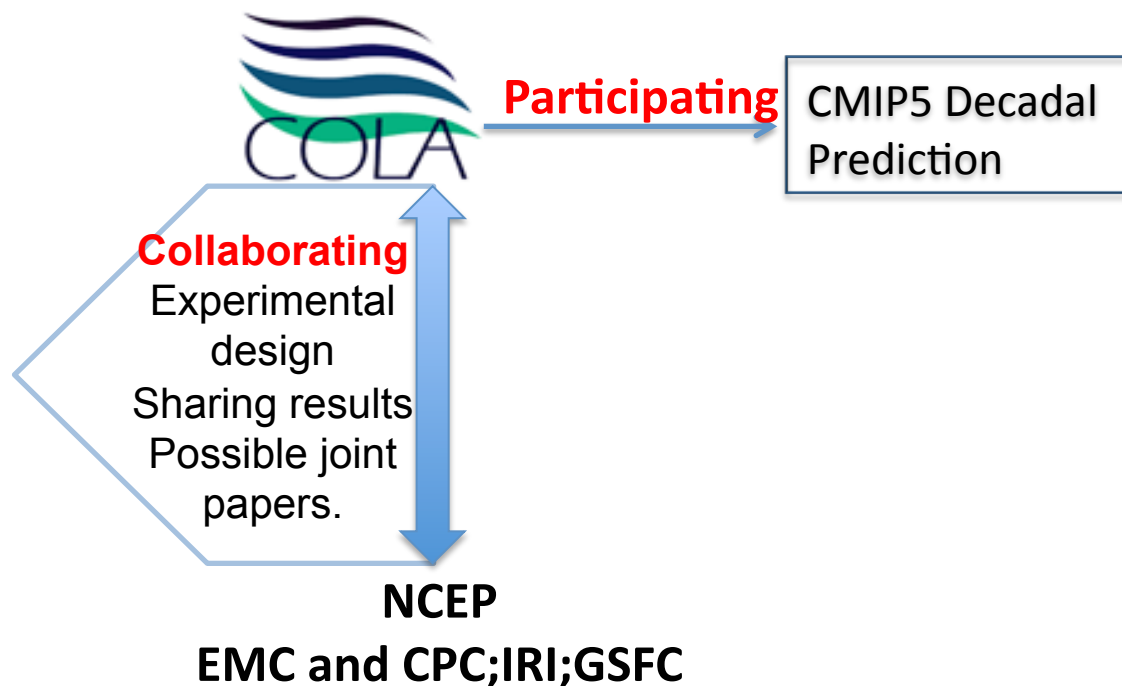 COLA
Participating
CMIP5 Decadal
Prediction
Collaborating
Experimental
design
Sharing results
Possible joint
papers.
NCEP
EMC and CPC;IRI;GSFC